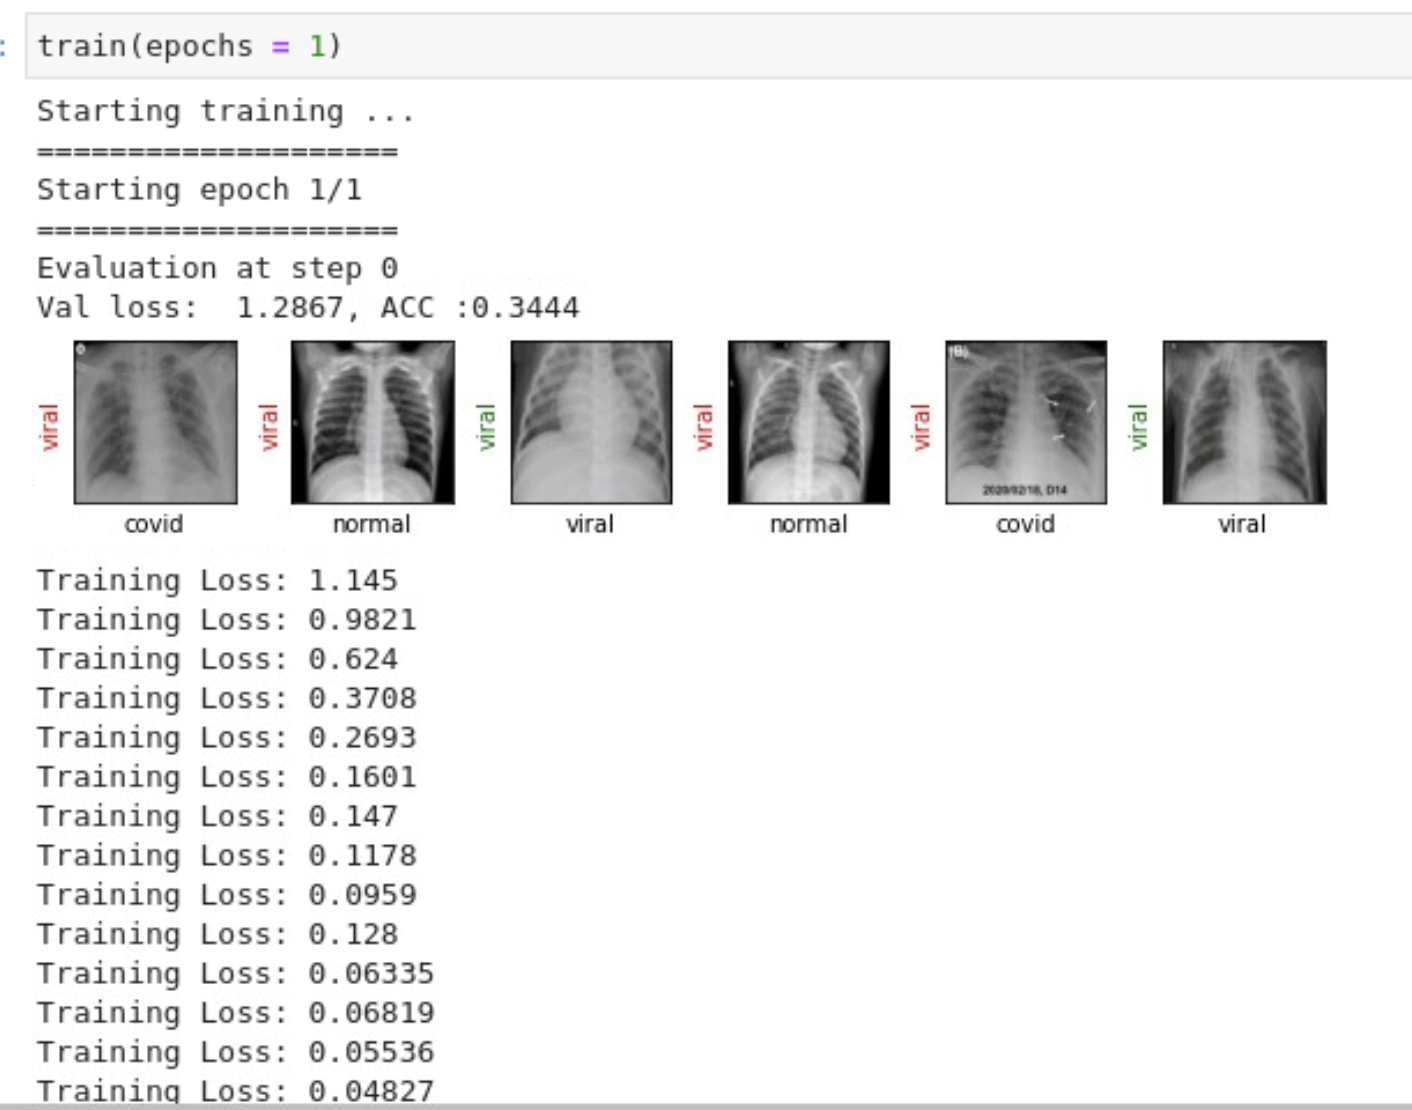 : train(epochs = 1)
Starting training ...
====================
Starting epoch 1/1
====================
Evaluation at step 0
Val loss:  1.2867, ACC :0.3444
viral viral viral viral viral viral
(B)
2020/02/18, D14
covid normal viral normal covid viral
Training Loss: 1.145
Training Loss: 0.9821
Training Loss: 0.624
Training Loss: 0.3708
Training Loss: 0.2693
Training Loss: 0.1601
Training Loss: 0.147
Training Loss: 0.1178
Training Loss: 0.0959
Training Loss: 0.128
Training Loss: 0.06335
Training Loss: 0.06819
Training Loss: 0.05536
Training Loss: 0.04827